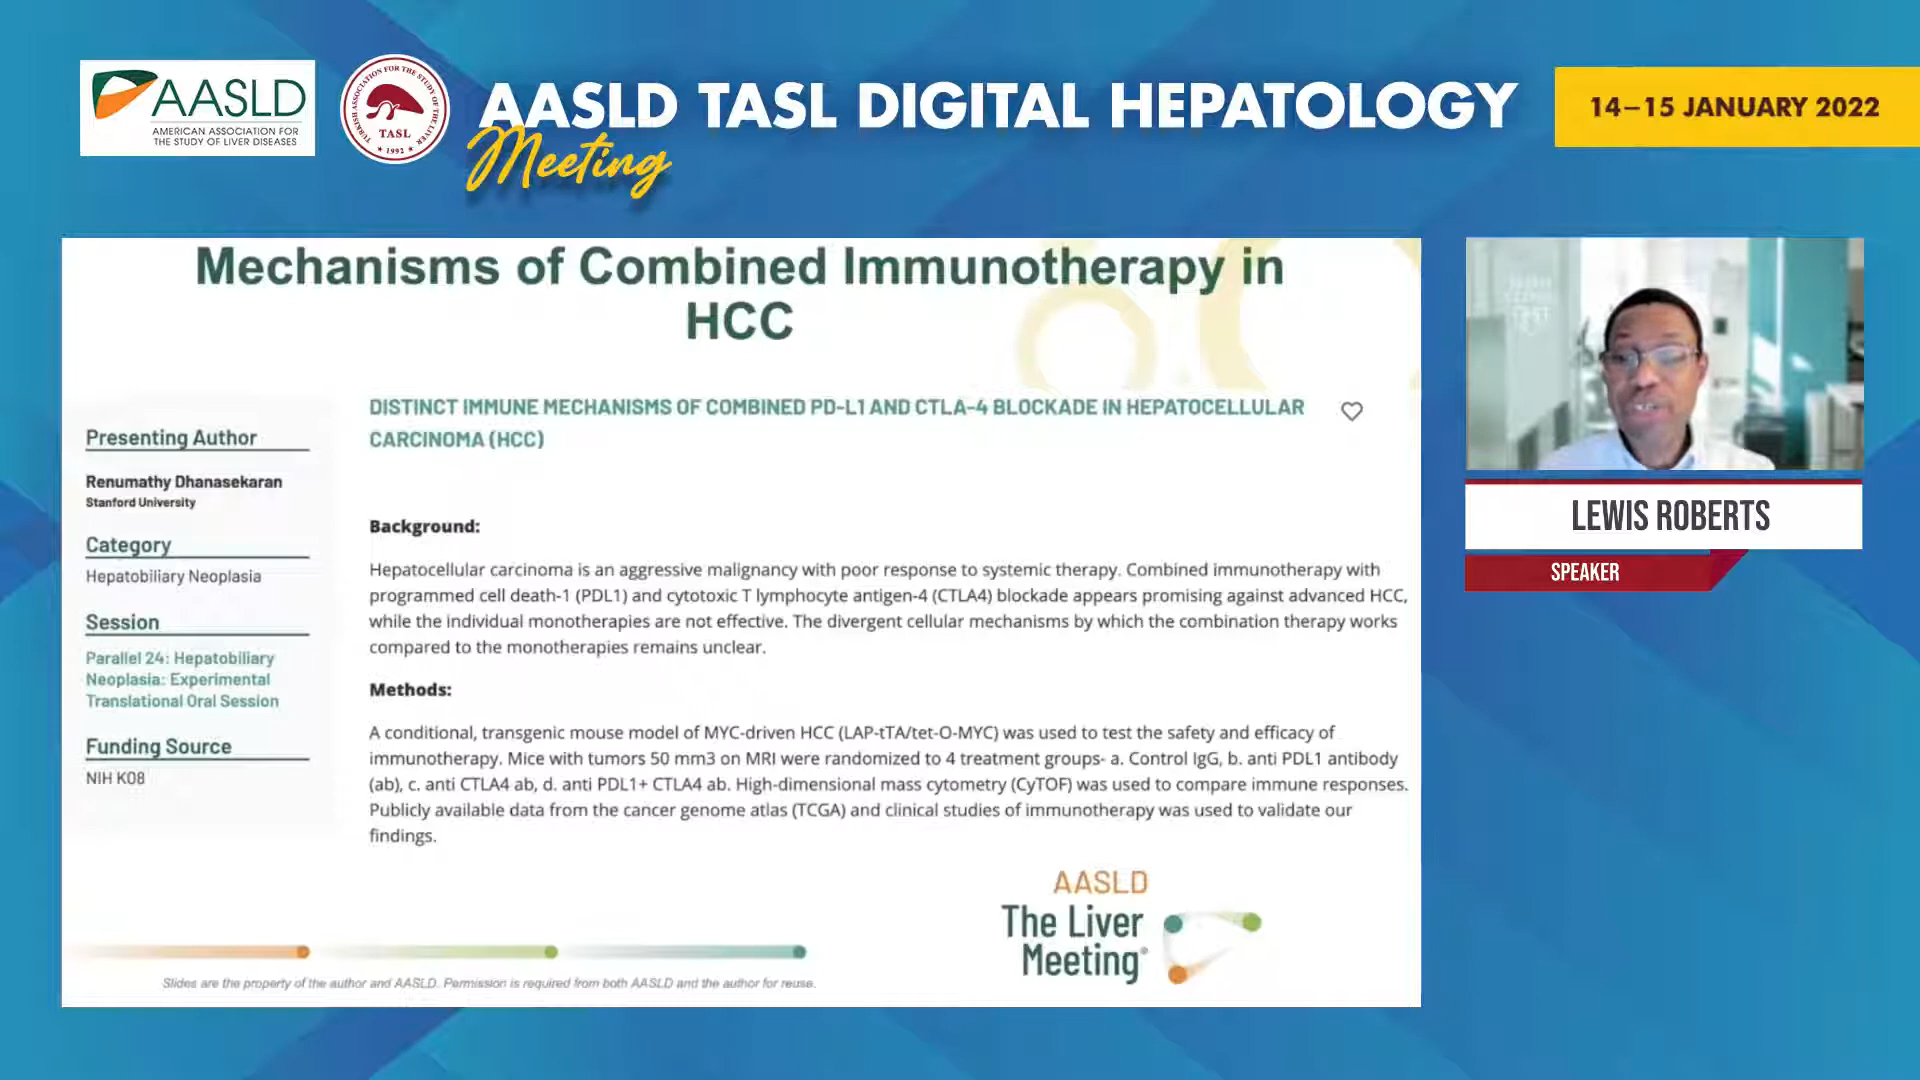 AASLD
AMERICAN ASSOCIATION FOR
THE STUDY OF LIVER DISEASES
TURKISH ASSOCIATION FOR THE STUDY OF THE LIVER
TASL
1992
AASLD TASL DIGITAL HEPATOLOGY
Meeting
14–15 JANUARY 2022
Mechanisms of Combined Immunotherapy in
HCC
Presenting Author
Renumathy Dhanasekaran
Stanford University
Category
Hepatobiliary Neoplasia
Session
Parallel 24: Hepatobiliary
Neoplasia: Experimental
Translational Oral Session
Funding Source
NIH K08
DISTINCT IMMUNE MECHANISMS OF COMBINED PD-L1 AND CTLA-4 BLOCKADE IN HEPATOCELLULAR
CARCINOMA (HCC)
Background:
Hepatocellular carcinoma is an aggressive malignancy with poor response to systemic therapy. Combined immunotherapy with
programmed cell death-1 (PDL1) and cytotoxic T lymphocyte antigen-4 (CTLA4) blockade appears promising against advanced HCC,
while the individual monotherapies are not effective. The divergent cellular mechanisms by which the combination therapy works
compared to the monotherapies remains unclear.
Methods:
A conditional, transgenic mouse model of MYC-driven HCC (LAP-tTA/tet-O-MYC) was used to test the safety and efficacy of
immunotherapy. Mice with tumors 50 mm3 on MRI were randomized to 4 treatment groups- a. Control IgG, b. anti PDL1 antibody
(ab), c. anti CTLA4 ab, d. anti PDL1+ CTLA4 ab. High-dimensional mass cytometry (CyTOF) was used to compare immune responses.
Publicly available data from the cancer genome atlas (TCGA) and clinical studies of immunotherapy was used to validate our
findings.
AASLD
The Liver
Meeting®
Slides are the property of the author and AASLD. Permission is required from both AASLD and the author for reuse.
LEWIS ROBERTS
SPEAKER